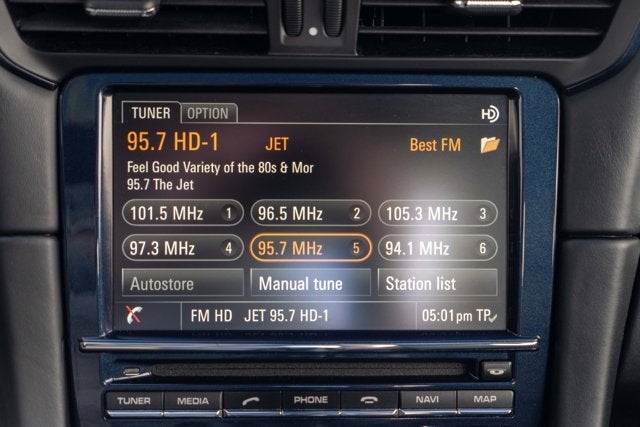 TUNER OPTION HD
95.7 HD-1 JET Best FM
Feel Good Variety of the 80s & Mor
95.7 The Jet
101.5 MHz 1 96.5 MHz 2 105.3 MHz 3
97.3 MHz 4 95.7 MHz 5 94.1 MHz 6
Autostore Manual tune Station list
FM HD JET 95.7 HD-1 05:01 pm TP
TUNER MEDIA PHONE NAVI MAP